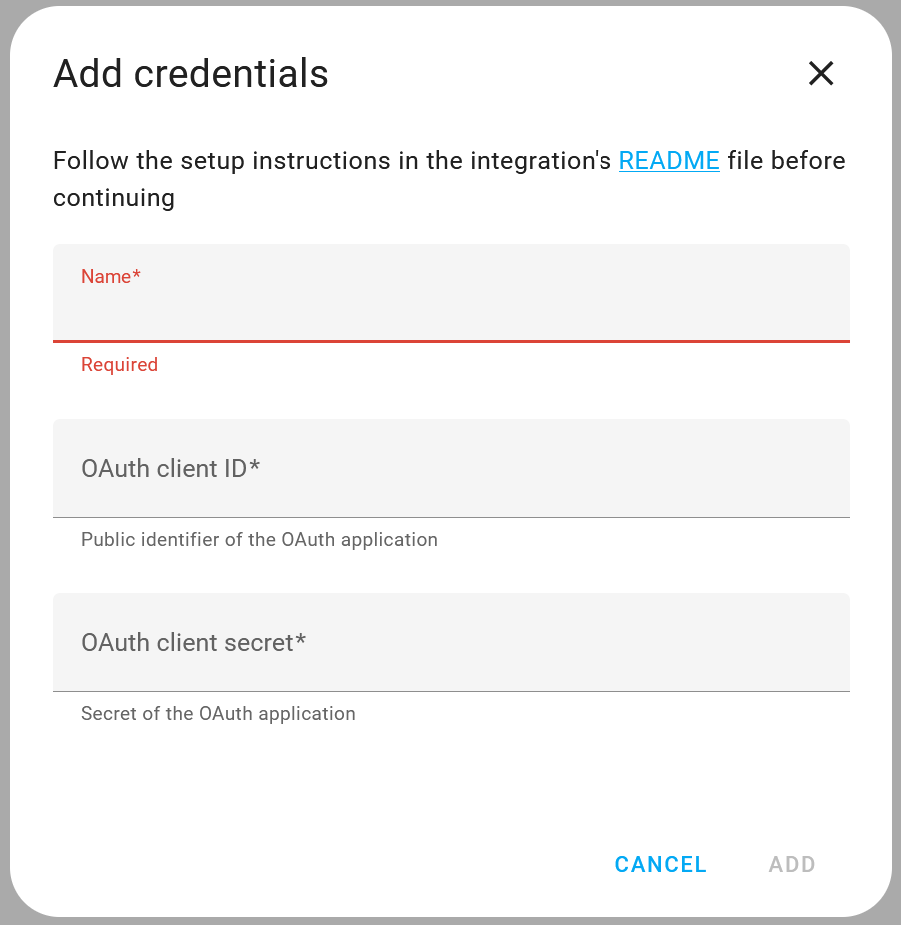 Add credentials
Follow the setup instructions in the integration's README file before
continuing
Name*
Required
OAuth client ID*
Public identifier of the OAuth application
OAuth client secret*
Secret of the OAuth application
CANCEL
ADD